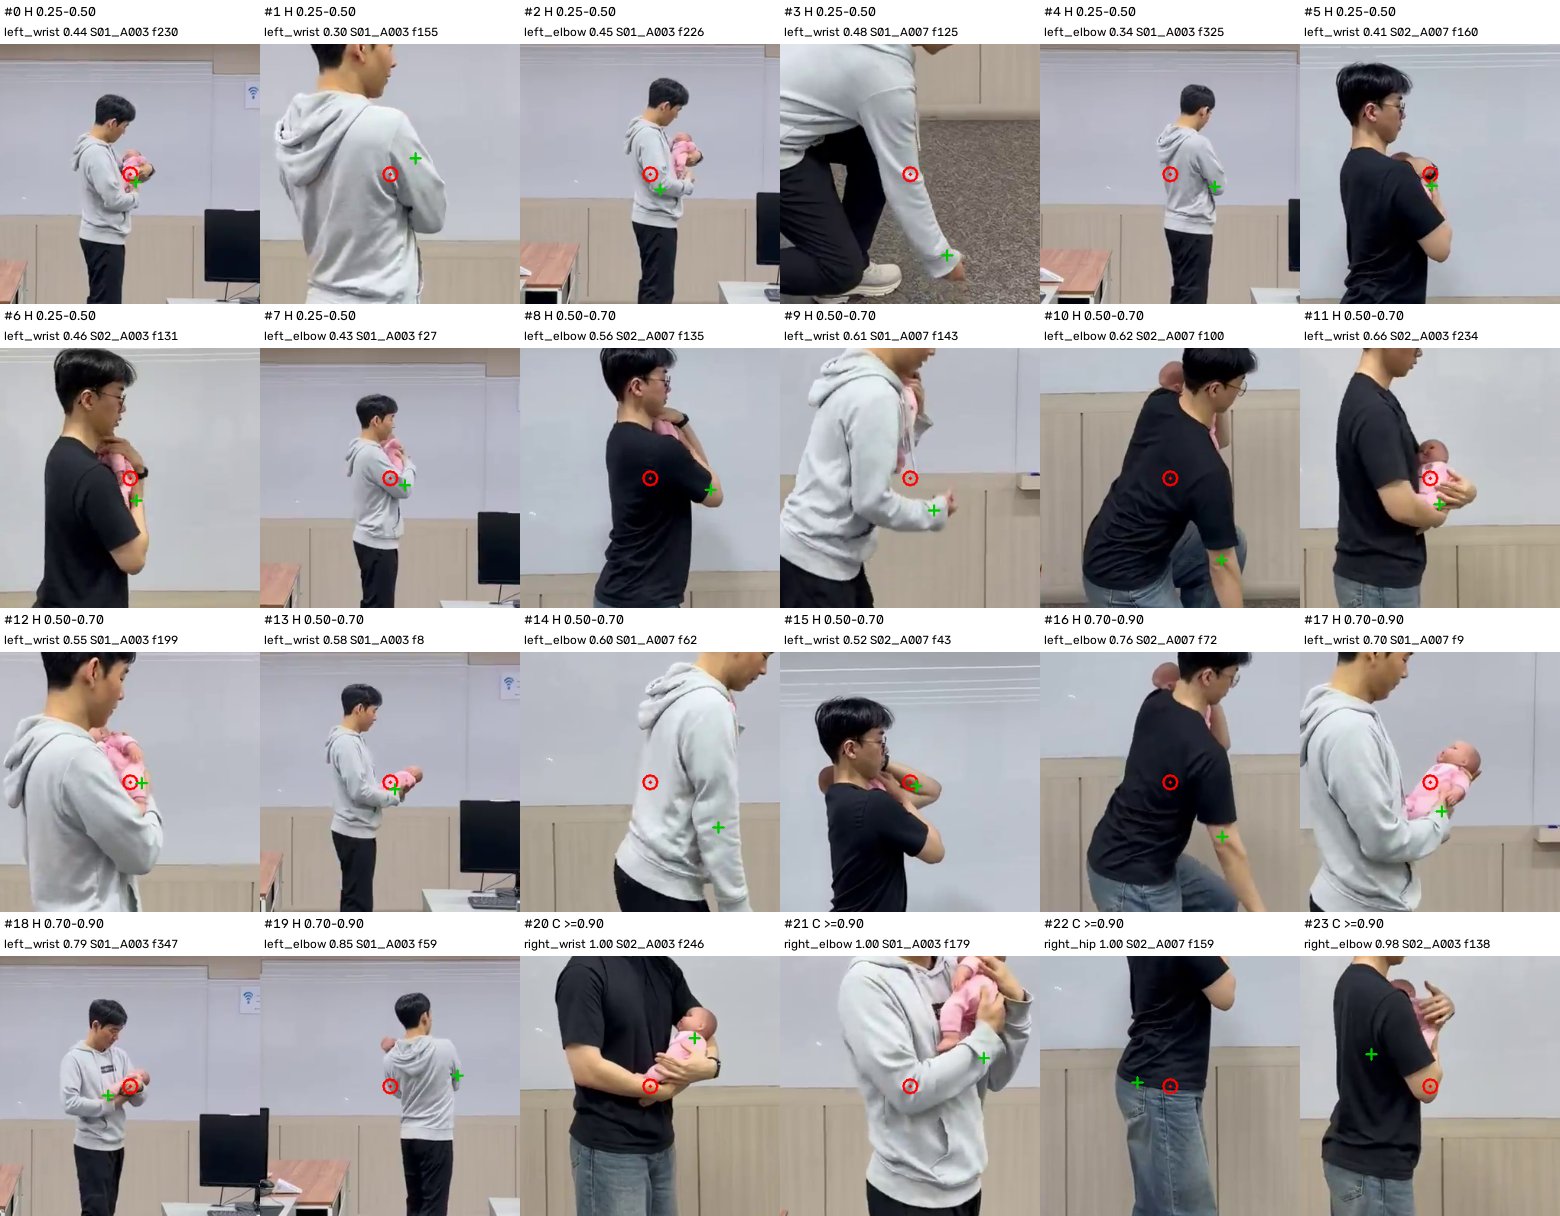 #0 H 0.25-0.50
left_wrist 0.44 S01_A003 f230
#1 H 0.25-0.50
left_wrist 0.30 S01_A003 f155
#2 H 0.25-0.50
left_elbow 0.45 S01_A003 f226
#3 H 0.25-0.50
left_wrist 0.48 S01_A007 f125
#4 H 0.25-0.50
left_elbow 0.34 S01_A003 f325
#5 H 0.25-0.50
left_wrist 0.41 S02_A007 f160
#6 H 0.25-0.50
left_wrist 0.46 S02_A003 f131
#7 H 0.25-0.50
left_elbow 0.43 S01_A003 f27
#8 H 0.50-0.70
left_elbow 0.56 S02_A007 f135
#9 H 0.50-0.70
left_wrist 0.61 S01_A007 f143
#10 H 0.50-0.70
left_elbow 0.62 S02_A007 f100
#11 H 0.50-0.70
left_wrist 0.66 S02_A003 f234
#12 H 0.50-0.70
left_wrist 0.55 S01_A003 f199
#13 H 0.50-0.70
left_wrist 0.58 S01_A003 f8
#14 H 0.50-0.70
left_elbow 0.60 S01_A007 f62
#15 H 0.50-0.70
left_wrist 0.52 S02_A007 f43
#16 H 0.70-0.90
left_elbow 0.76 S02_A007 f72
#17 H 0.70-0.90
left_wrist 0.70 S01_A007 f9
#18 H 0.70-0.90
left_wrist 0.79 S01_A003 f347
#19 H 0.70-0.90
left_elbow 0.85 S01_A003 f59
#20 C >=0.90
right_wrist 1.00 S02_A003 f246
#21 C >=0.90
right_elbow 1.00 S01_A003 f179
#22 C >=0.90
right_hip 1.00 S02_A007 f159
#23 C >=0.90
right_elbow 0.98 S02_A003 f138